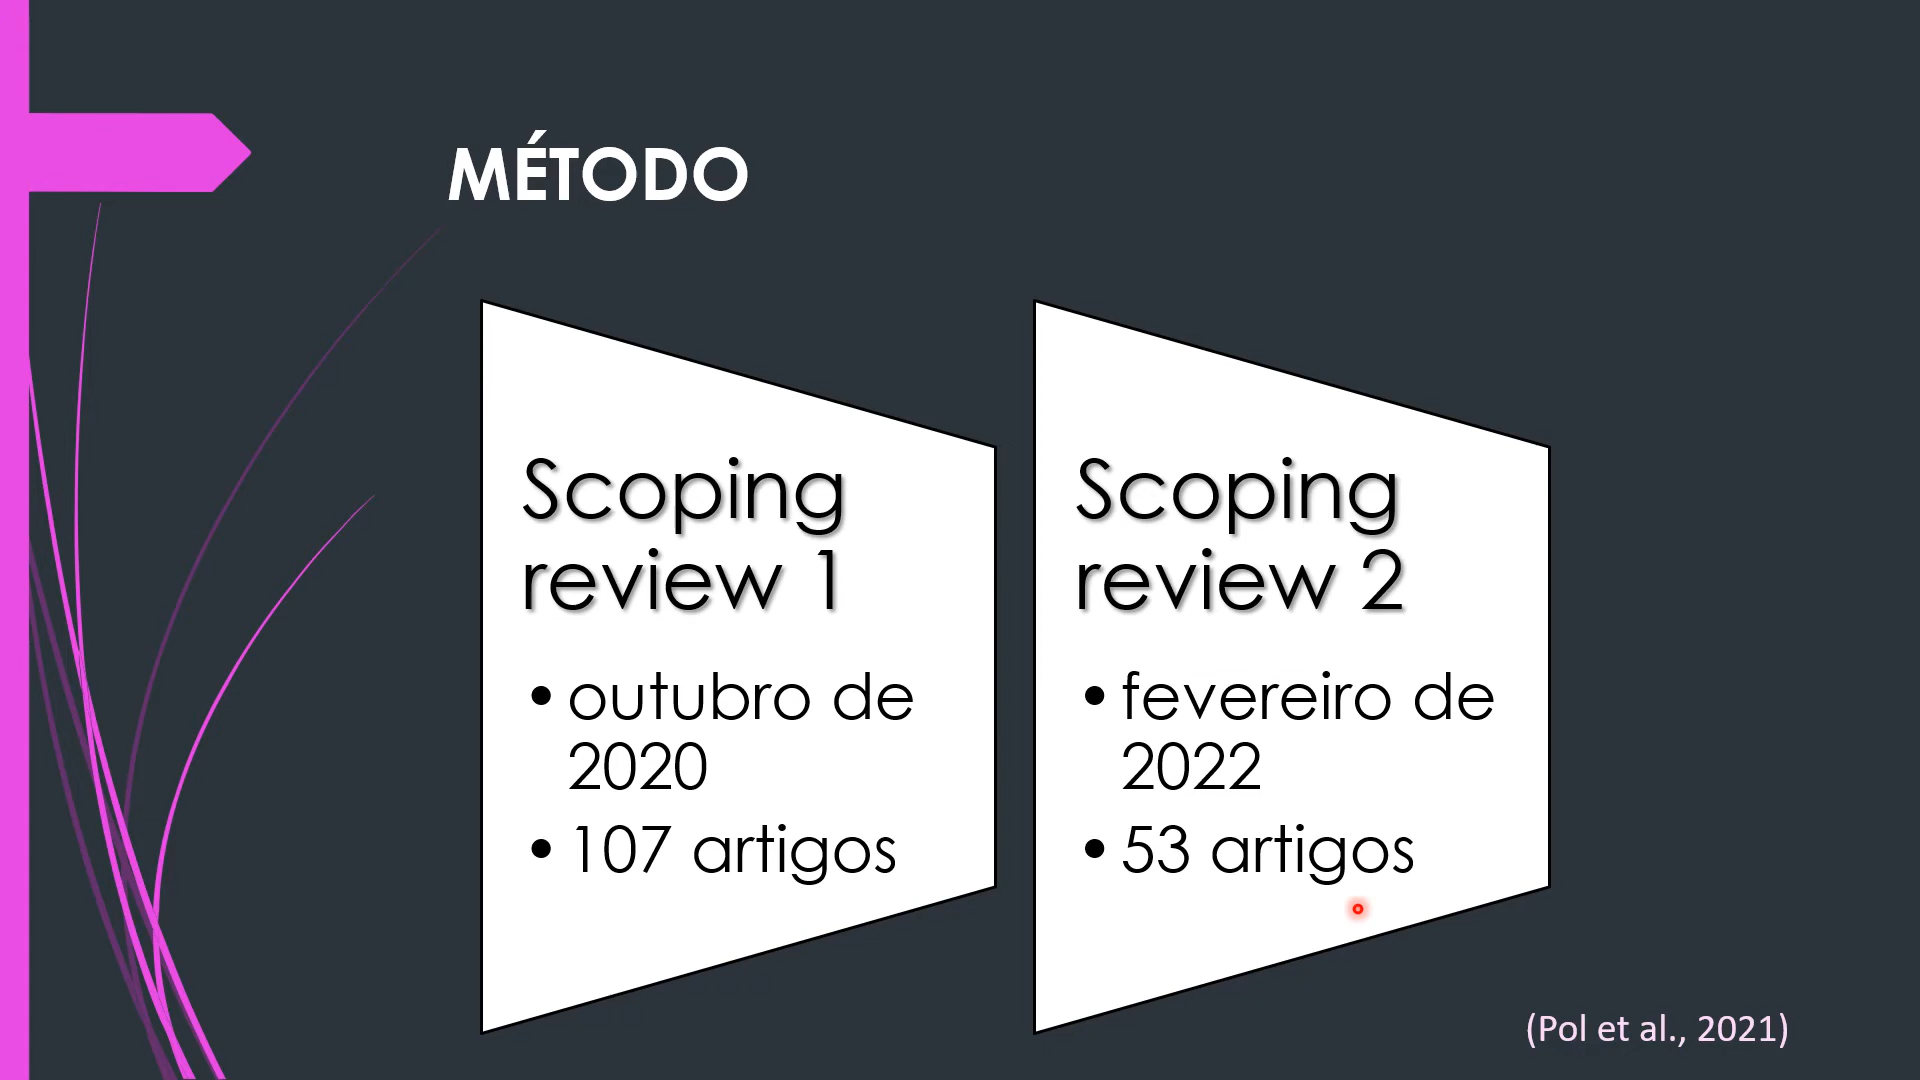 MÉTODO
Scoping
review 1
• outubro de
2020
• 107 artigos
Scoping
review 2
• fevereiro de
2022
• 53 artigos
(Pol et al., 2021)